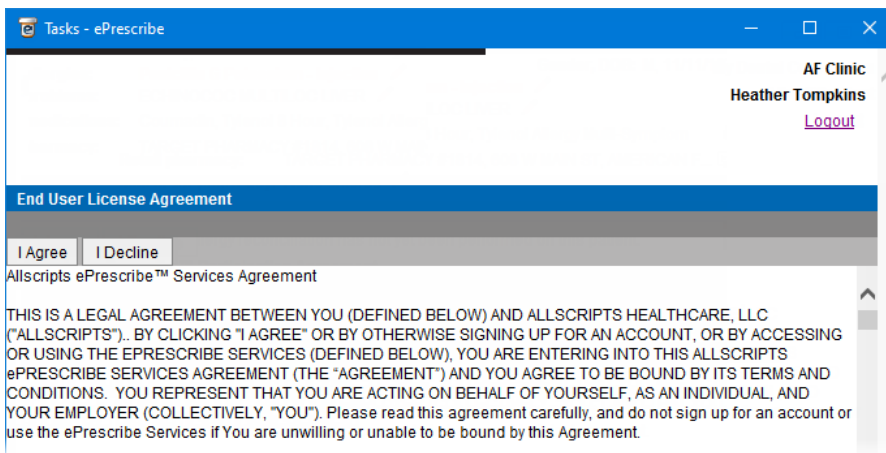 Tasks - ePrescribe
AF Clinic
Heather Tompkins
Logout
End User License Agreement
I Agree
I Decline
Allscripts ePrescribe™ Services Agreement
THIS IS A LEGAL AGREEMENT BETWEEN YOU (DEFINED BELOW) AND ALLSCRIPTS HEALTHCARE, LLC
("ALLSCRIPTS").. BY CLICKING "I AGREE" OR BY OTHERWISE SIGNING UP FOR AN ACCOUNT, OR BY ACCESSING
OR USING THE EPRESCRIBE SERVICES (DEFINED BELOW), YOU ARE ENTERING INTO THIS ALLSCRIPTS
ePRESCRIBE SERVICES AGREEMENT (THE “AGREEMENT”) AND YOU AGREE TO BE BOUND BY ITS TERMS AND
CONDITIONS. YOU REPRESENT THAT YOU ARE ACTING ON BEHALF OF YOURSELF, AS AN INDIVIDUAL, AND
YOUR EMPLOYER (COLLECTIVELY, "YOU"). Please read this agreement carefully, and do not sign up for an account or
use the ePrescribe Services if You are unwilling or unable to be bound by this Agreement.